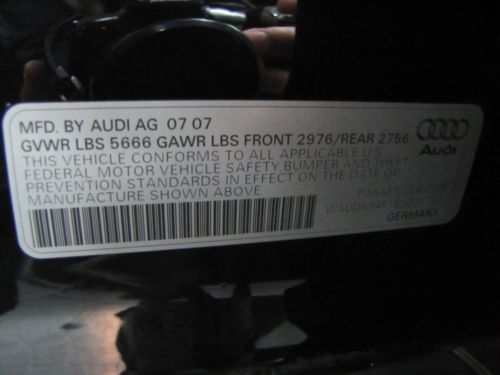 MFD. BY AUDI AG 07 07
GVWR LBS 5666 GAWR LBS FRONT 2976/REAR 2756
THIS VEHICLE CONFORMS TO ALL APPLICABLE U.S.
FEDERAL MOTOR VEHICLE SAFETY BUMPER AND THEFT
PREVENTION STANDARDS IN EFFECT ON THE DATE OF
MANUFACTURE SHOWN ABOVE
Audi
PASSENGER
GERMANY